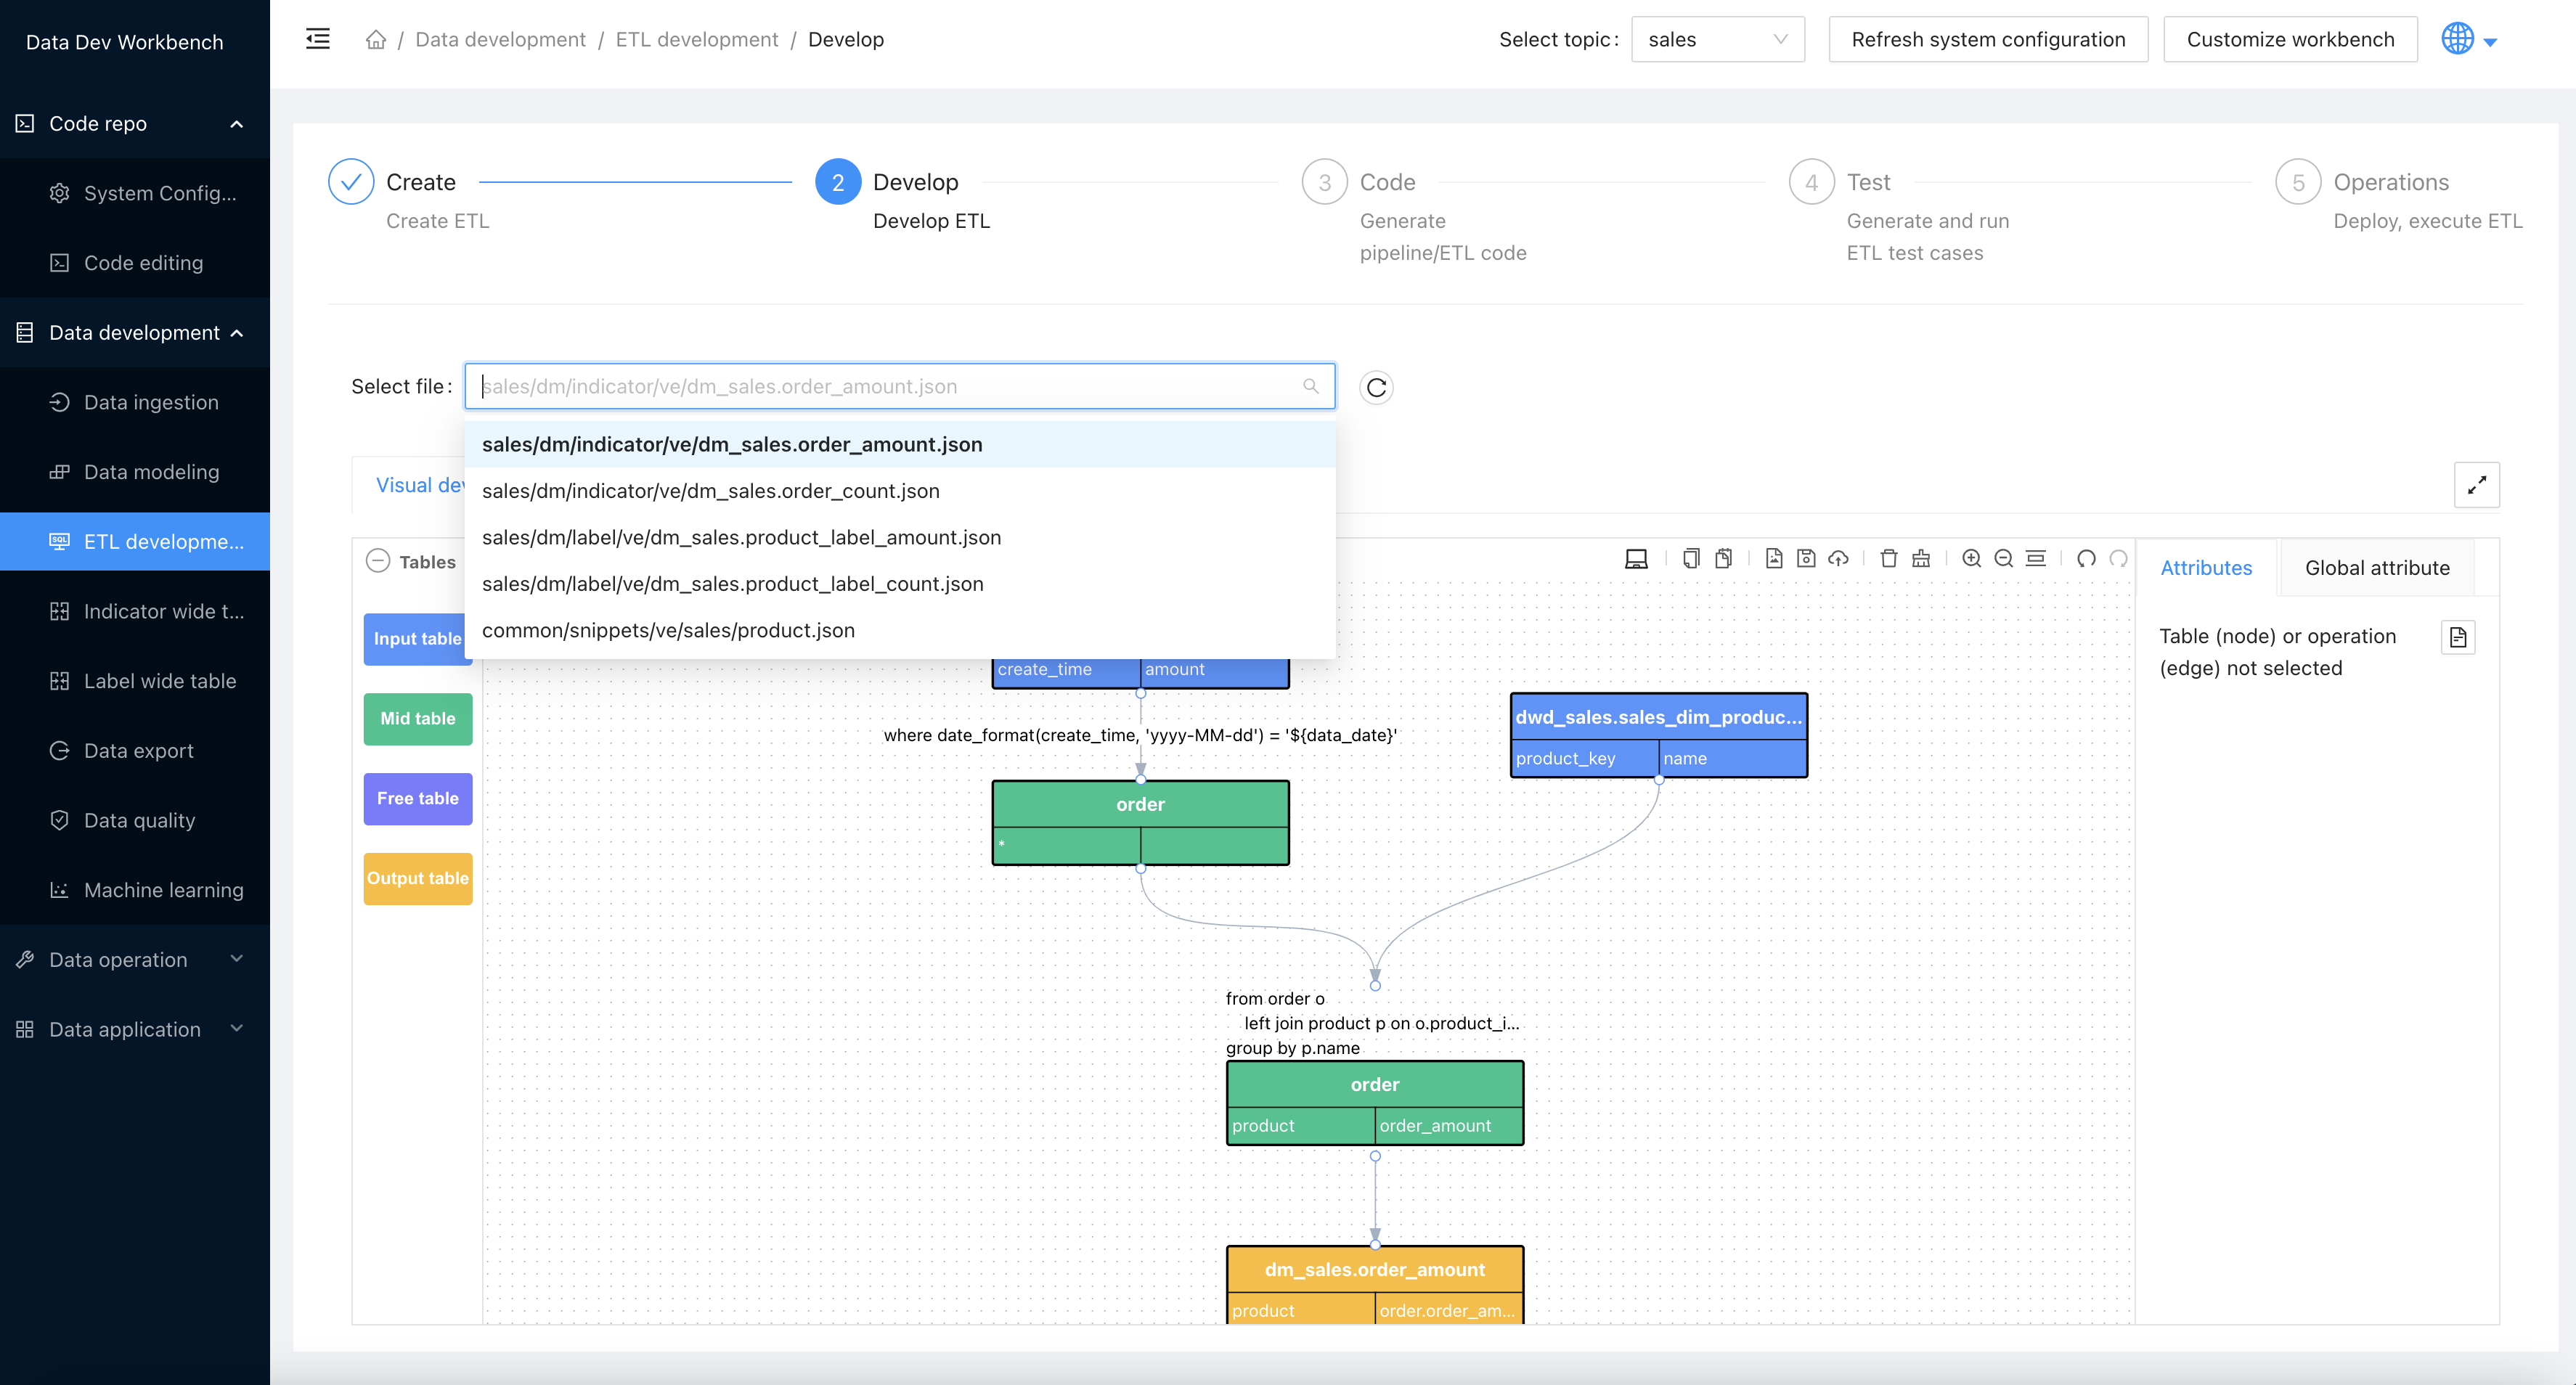 Data Dev Workbench
Code repo
System Config...
Code editing
Data development
Data ingestion
Data modeling
ETL developme...
Indicator wide t...
Label wide table
Data export
Data quality
Machine learning
Data operation
Data application
/ Data development / ETL development / Develop
Select topic: sales
Refresh system configuration
Customize workbench
Create
Create ETL
2 Develop
Develop ETL
3 Code
Generate
pipeline/ETL code
4 Test
Generate and run
ETL test cases
5 Operations
Deploy, execute ETL
Select file: sales/dm/indicator/ve/dm_sales.order_amount.json
sales/dm/indicator/ve/dm_sales.order_amount.json
sales/dm/indicator/ve/dm_sales.order_count.json
sales/dm/label/ve/dm_sales.product_label_amount.json
sales/dm/label/ve/dm_sales.product_label_count.json
common/snippets/ve/sales/product.json
Visual dev
Tables
Input table
Mid table
Free table
Output table
create_time amount
where date_format(create_time, 'yyyy-MM-dd') = '${data_date}'
order
*
dwd_sales.sales_dim_produc...
product_key name
from order o
left join product p on o.product_i...
group by p.name
order
product order_amount
dm_sales.order_amount
product order.order_am...
Attributes
Global attribute
Table (node) or operation
(edge) not selected